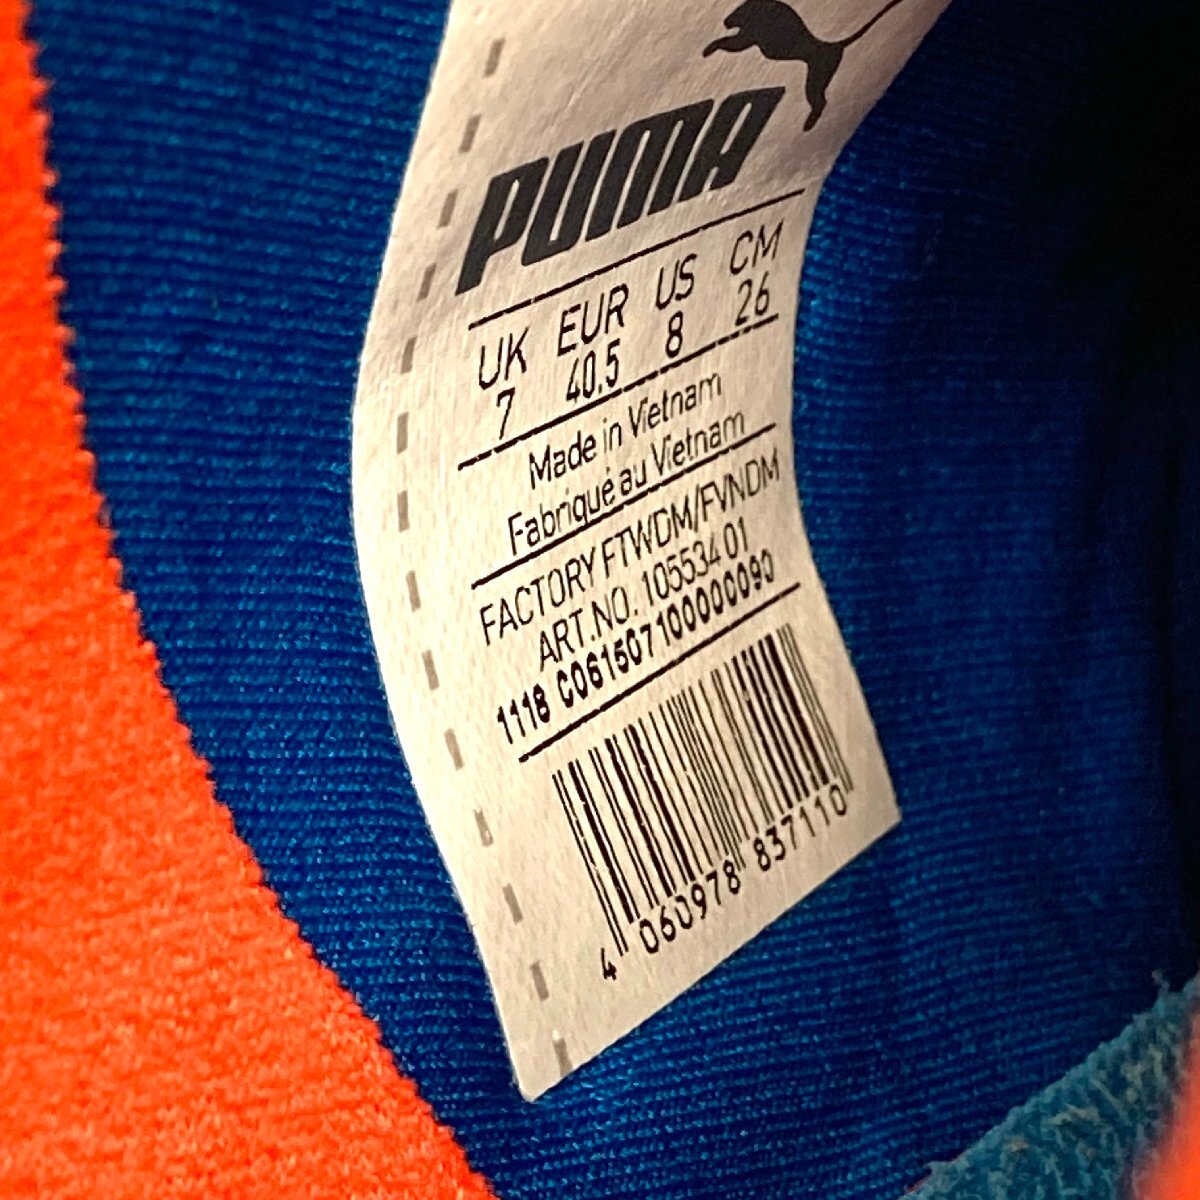 PUMA
UK EUR US CM
7 40.5 8 26
Made in Vietnam
Fabriqué au Vietnam
FACTORY FTWDM/FVNDM
ART.NO. 105534 01
1118 C061507100000090
4 060978 837110